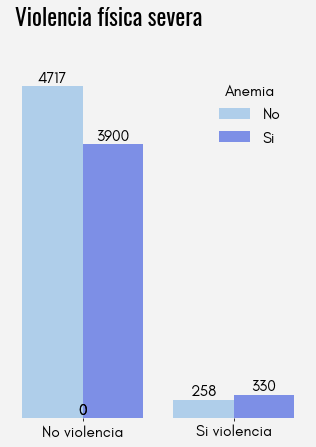 Violencia física severa
4717
3900
Anemia
No
Si
0
258
330
No violencia
Si violencia